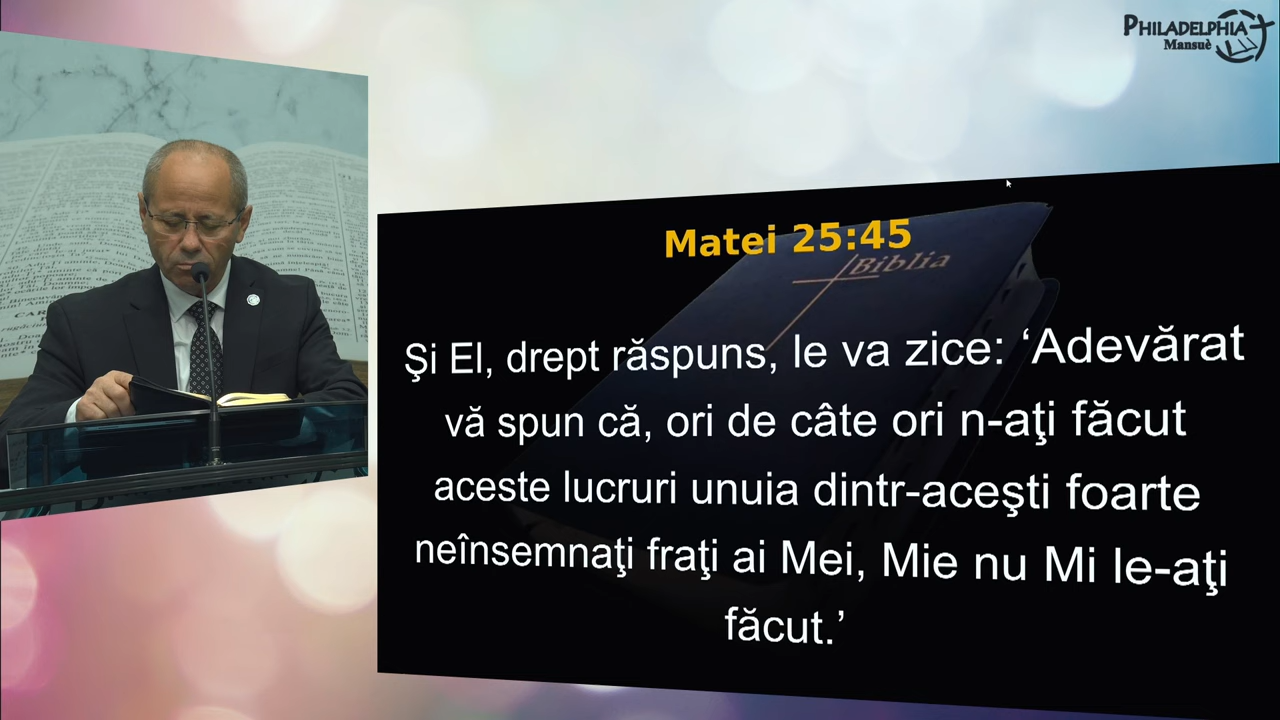 PHILADELPHIA
Mansuè
Matei 25:45
Biblia
Şi El, drept răspuns, le va zice: ‘Adevărat
vă spun că, ori de câte ori n-aţi făcut
aceste lucruri unuia dintr-aceşti foarte
neînsemnaţi fraţi ai Mei, Mie nu Mi le-aţi
făcut.’